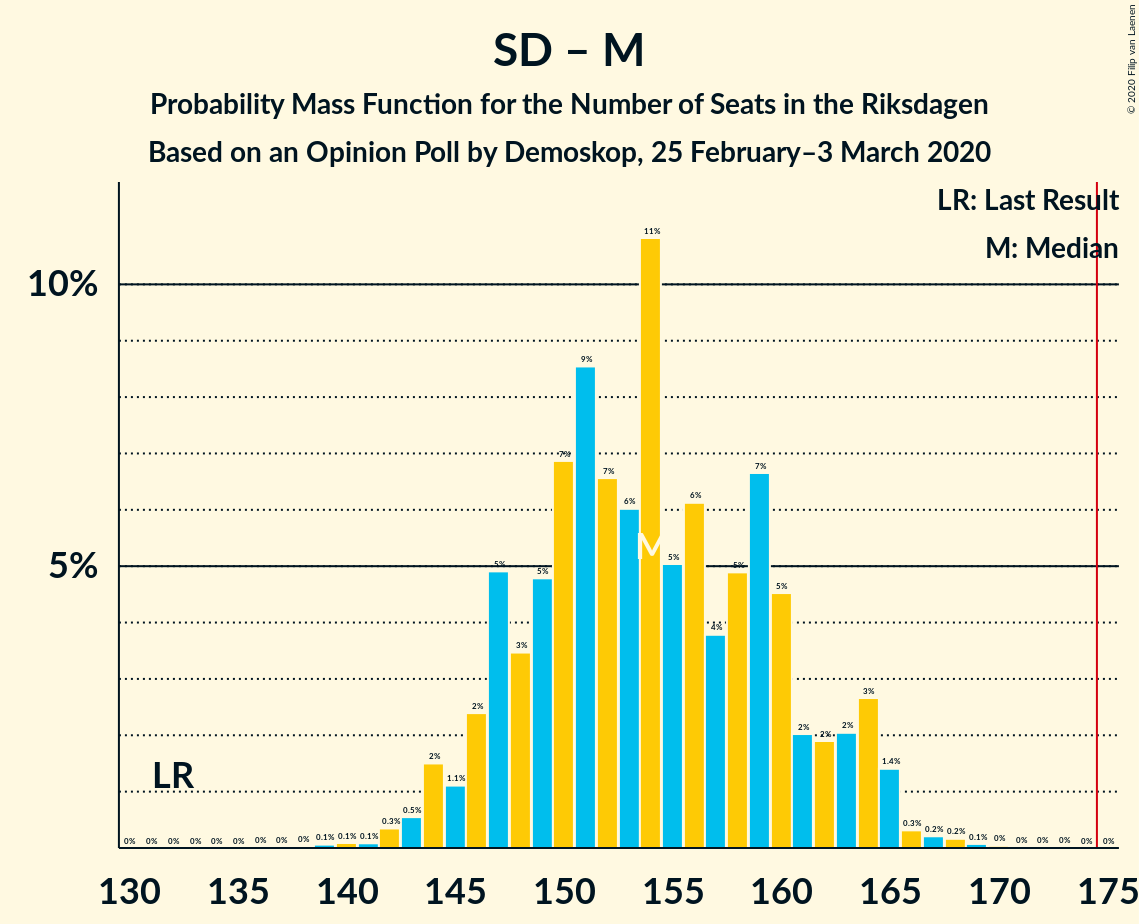 SD – M
Probability Mass Function for the Number of Seats in the Riksdagen
Based on an Opinion Poll by Demoskop, 25 February–3 March 2020
© 2020 Filip van Laenen
LR: Last Result
M: Median
10%
5%
LR
M
0% 0% 0% 0% 0% 0% 0% 0% 0% 0.1% 0.1% 0.1% 0.3% 0.5% 2% 1.1% 2% 5% 3% 5% 7% 9% 7% 6% 11% 5% 6% 4% 5% 7% 5% 2% 2% 2% 3% 1.4% 0.3% 0.2% 0.2% 0.1% 0% 0% 0% 0% 0% 0%
130 135 140 145 150 155 160 165 170 175